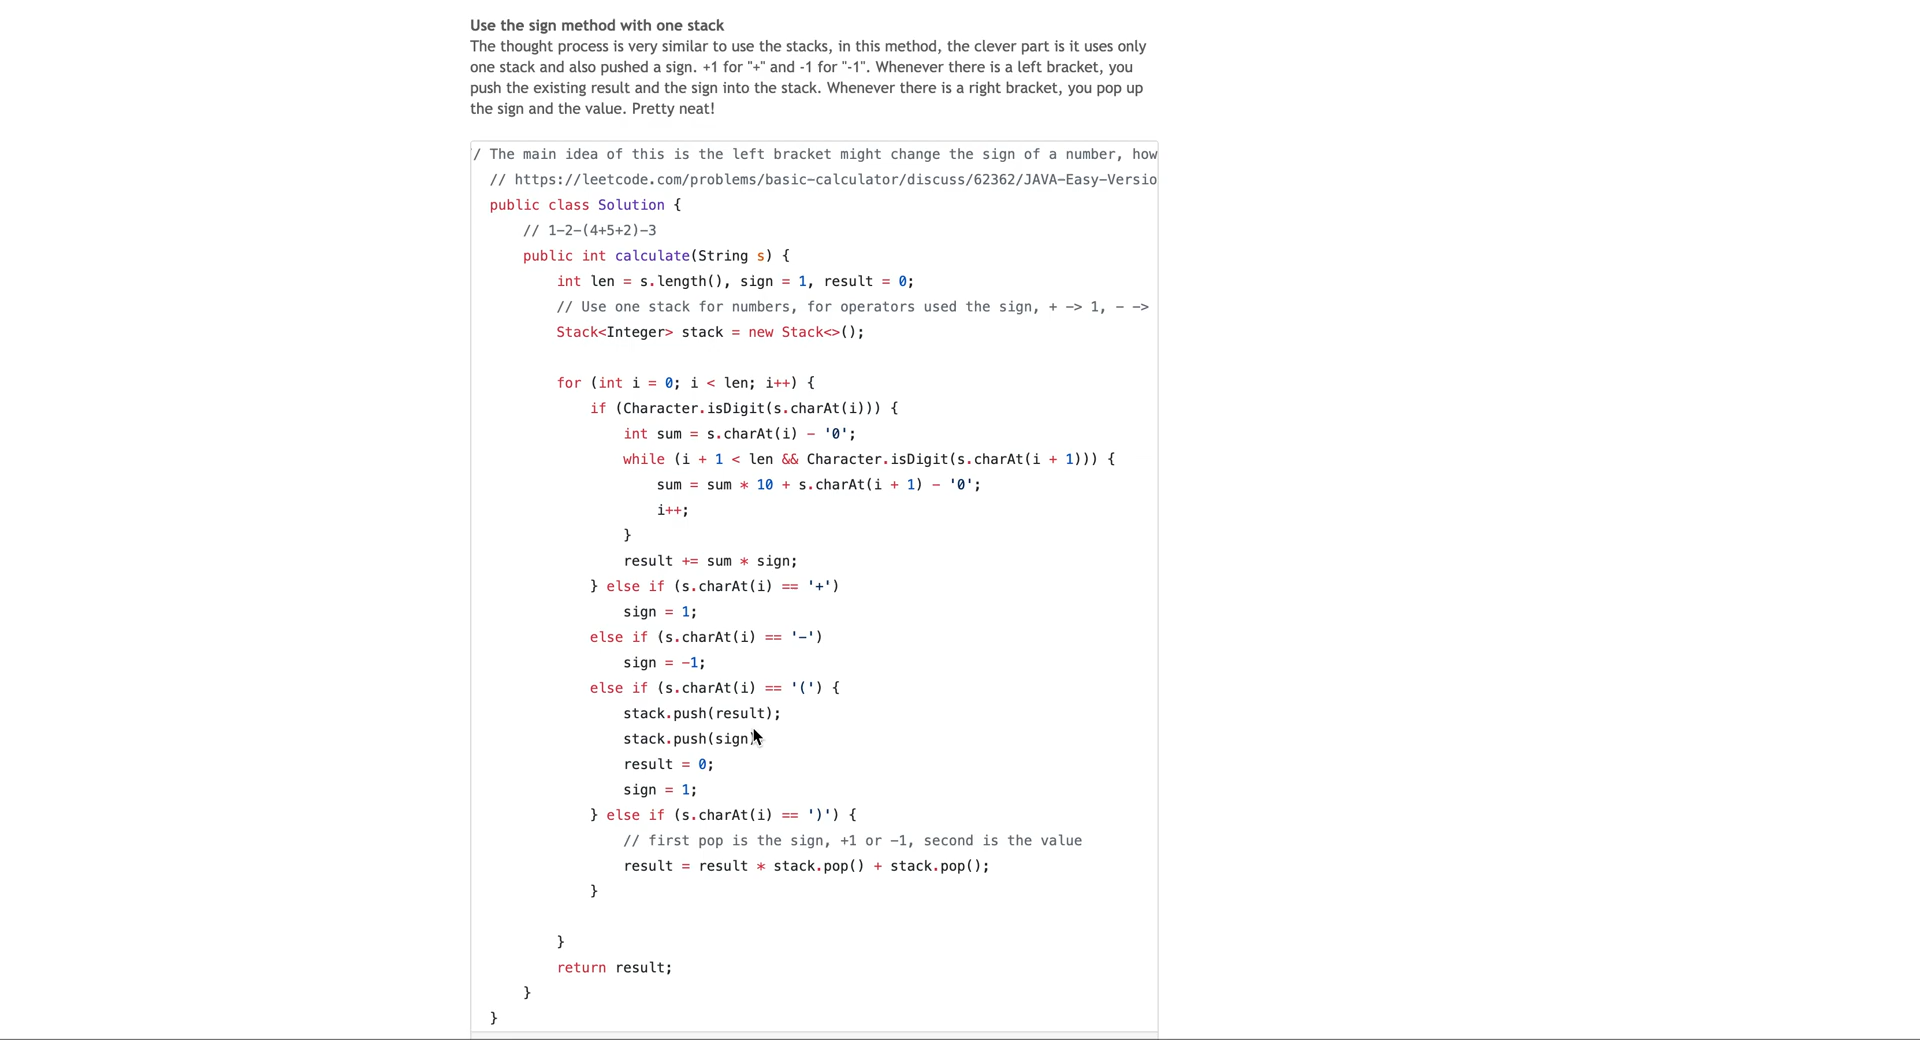 Use the sign method with one stack
The thought process is very similar to use the stacks, in this method, the clever part is it uses only
one stack and also pushed a sign. +1 for "+" and -1 for "-1". Whenever there is a left bracket, you
push the existing result and the sign into the stack. Whenever there is a right bracket, you pop up
the sign and the value. Pretty neat!
/ The main idea of this is the left bracket might change the sign of a number, how
// https://leetcode.com/problems/basic-calculator/discuss/62362/JAVA-Easy-Versio
public class Solution {
// 1-2-(4+5+2)-3
public int calculate(String s) {
int len = s.length(), sign = 1, result = 0;
// Use one stack for numbers, for operators used the sign, + -> 1, - ->
Stack<Integer> stack = new Stack<>();
for (int i = 0; i < len; i++) {
if (Character.isDigit(s.charAt(i))) {
int sum = s.charAt(i) - '0';
while (i + 1 < len && Character.isDigit(s.charAt(i + 1))) {
sum = sum * 10 + s.charAt(i + 1) - '0';
i++;
}
result += sum * sign;
} else if (s.charAt(i) == '+')
sign = 1;
else if (s.charAt(i) == '-')
sign = -1;
else if (s.charAt(i) == '(') {
stack.push(result);
stack.push(sign)
result = 0;
sign = 1;
} else if (s.charAt(i) == ')') {
// first pop is the sign, +1 or -1, second is the value
result = result * stack.pop() + stack.pop();
}
}
return result;
}
}